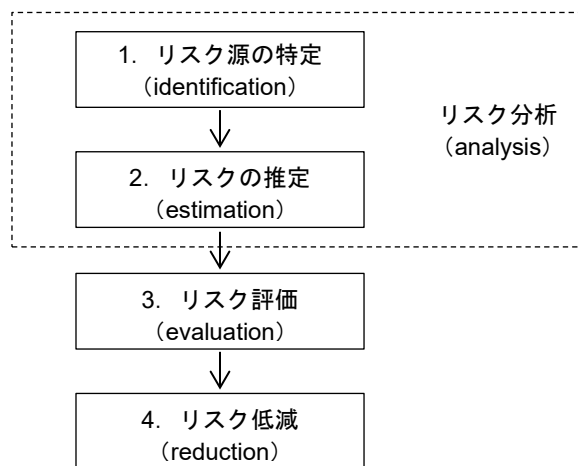 1. リスク源の特定
（identification）
2. リスクの推定
（estimation）
リスク分析
（analysis）
3. リスク評価
（evaluation）
4. リスク低減
（reduction）